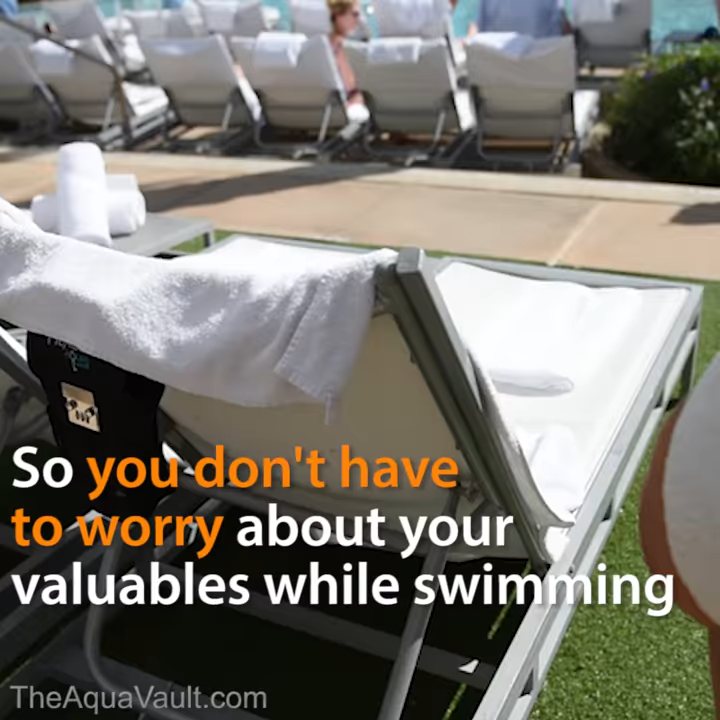 So you don't have
to worry about your
valuables while swimming
TheAquaVault.com